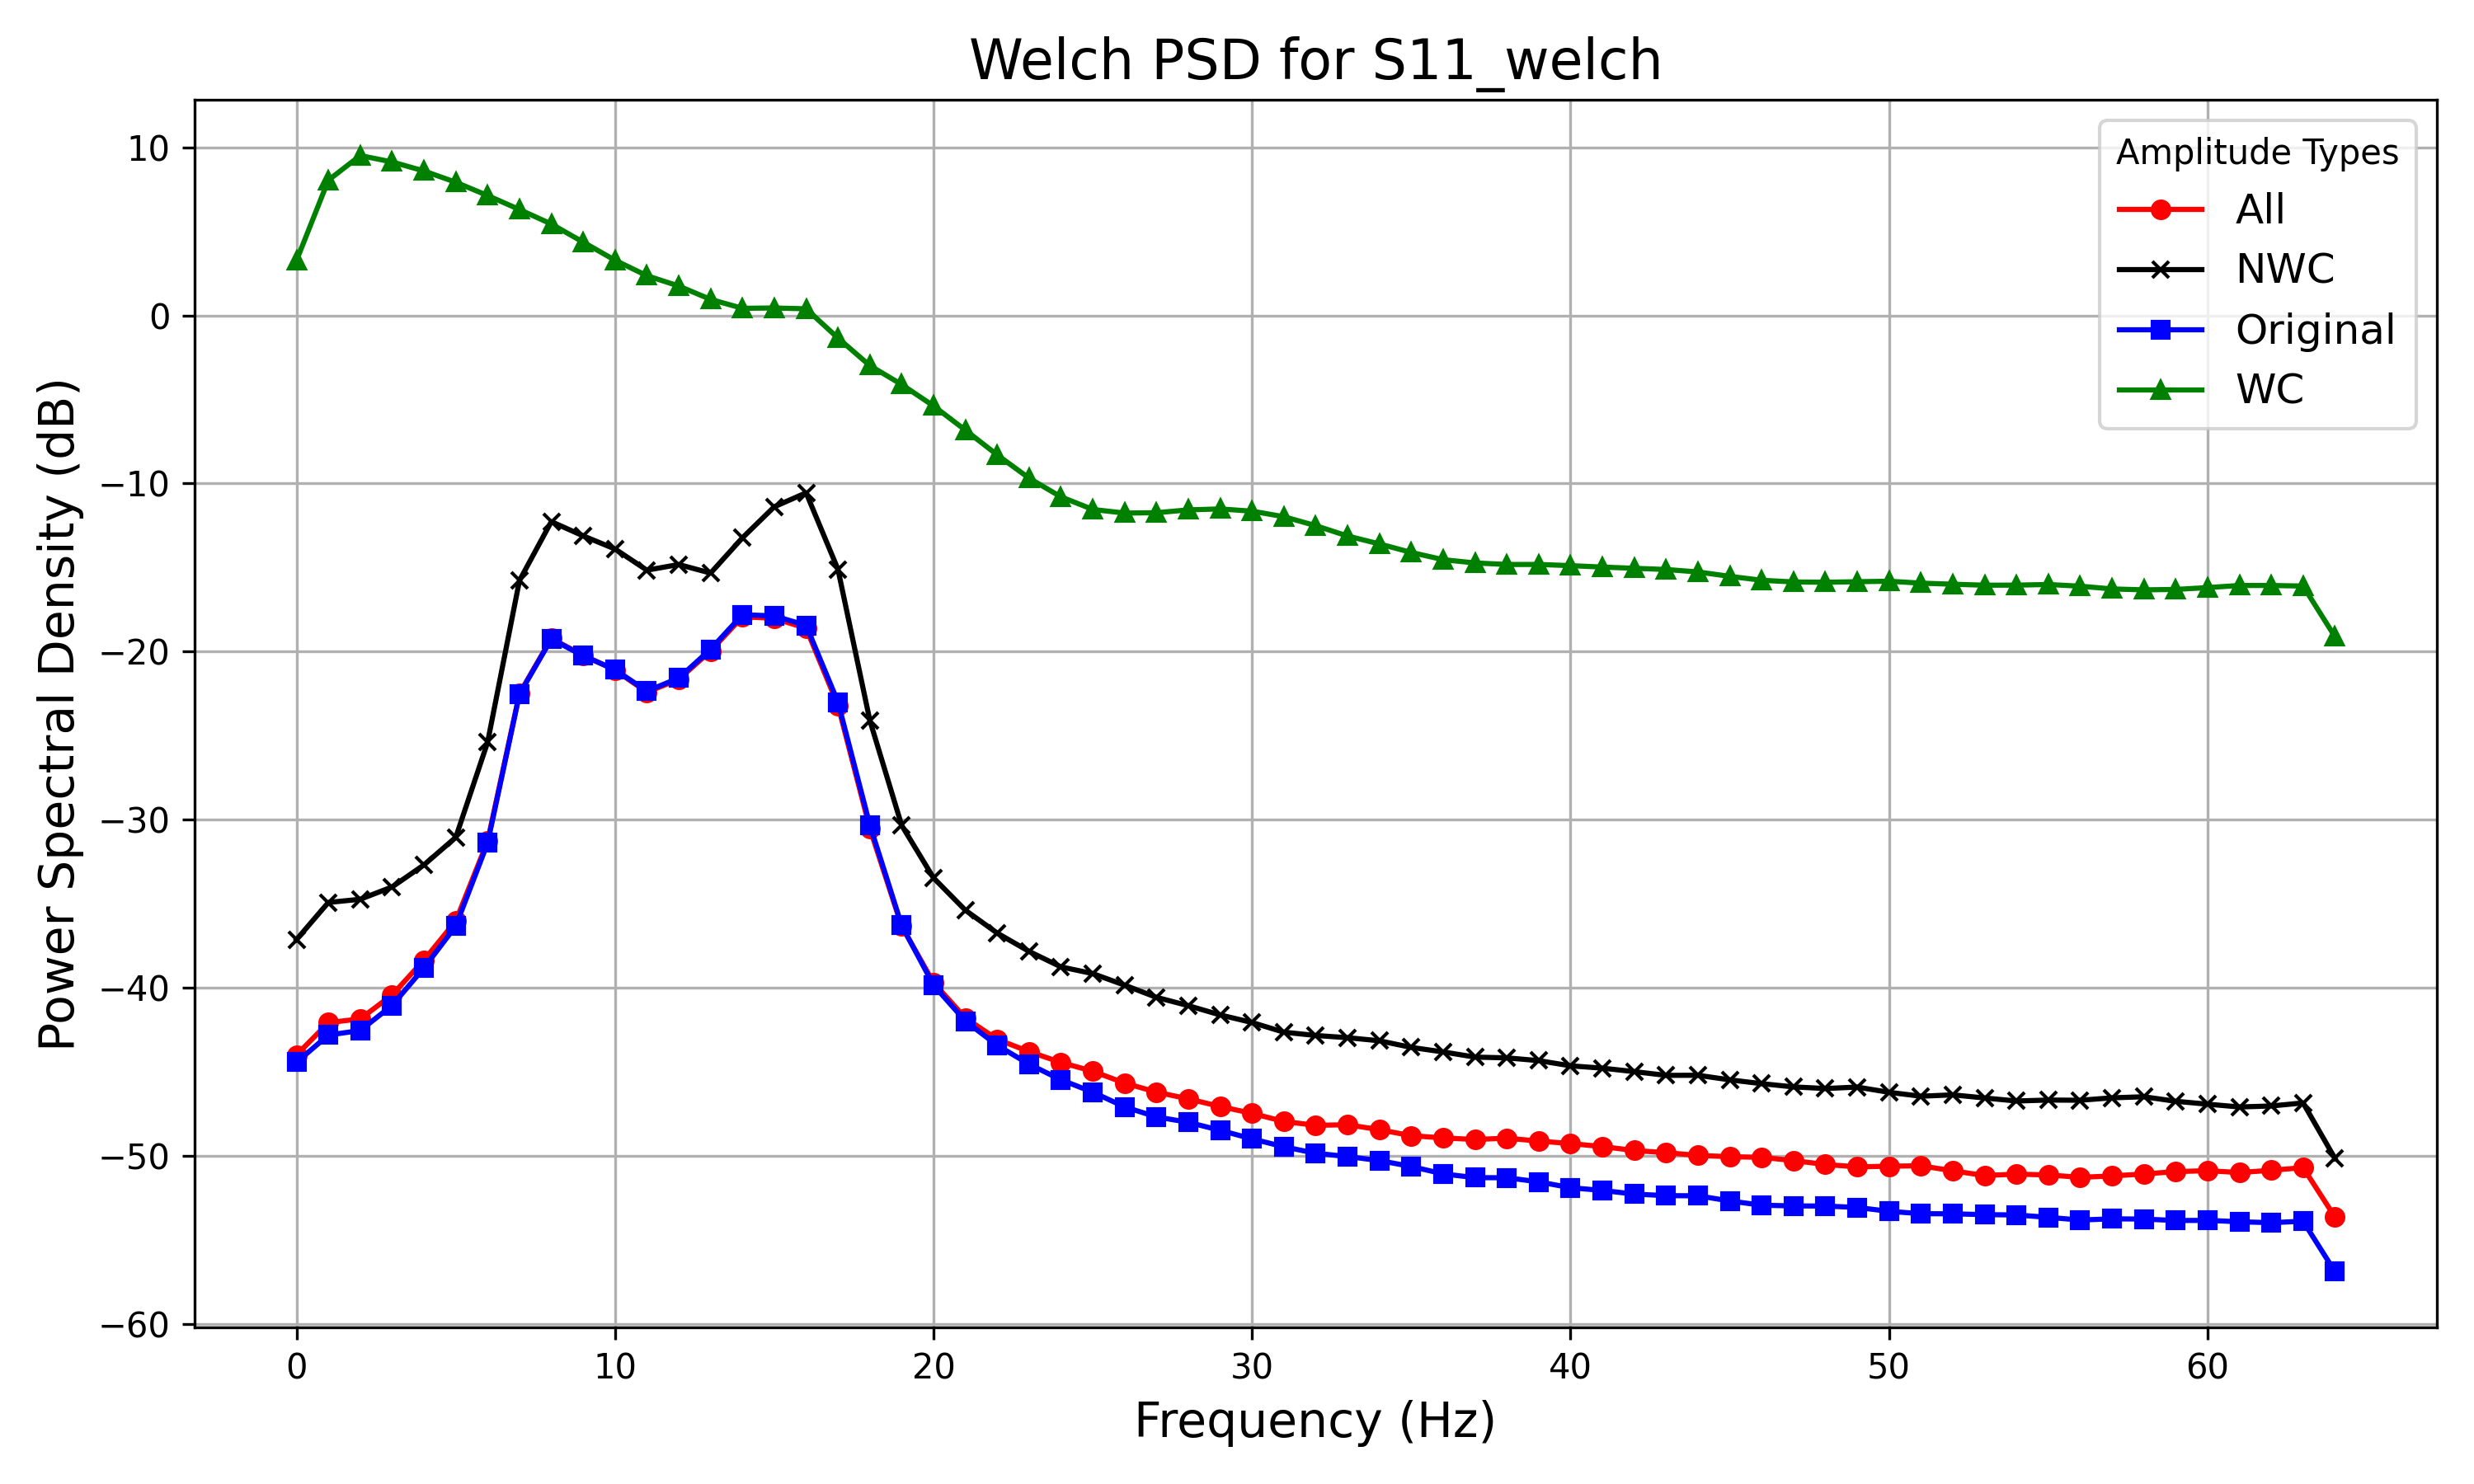 Welch PSD for S11_welch
Power Spectral Density (dB)
10
0
−10
−20
−30
−40
−50
−60
Amplitude Types
All
NWC
Original
WC
0 10 20 30 40 50 60
Frequency (Hz)